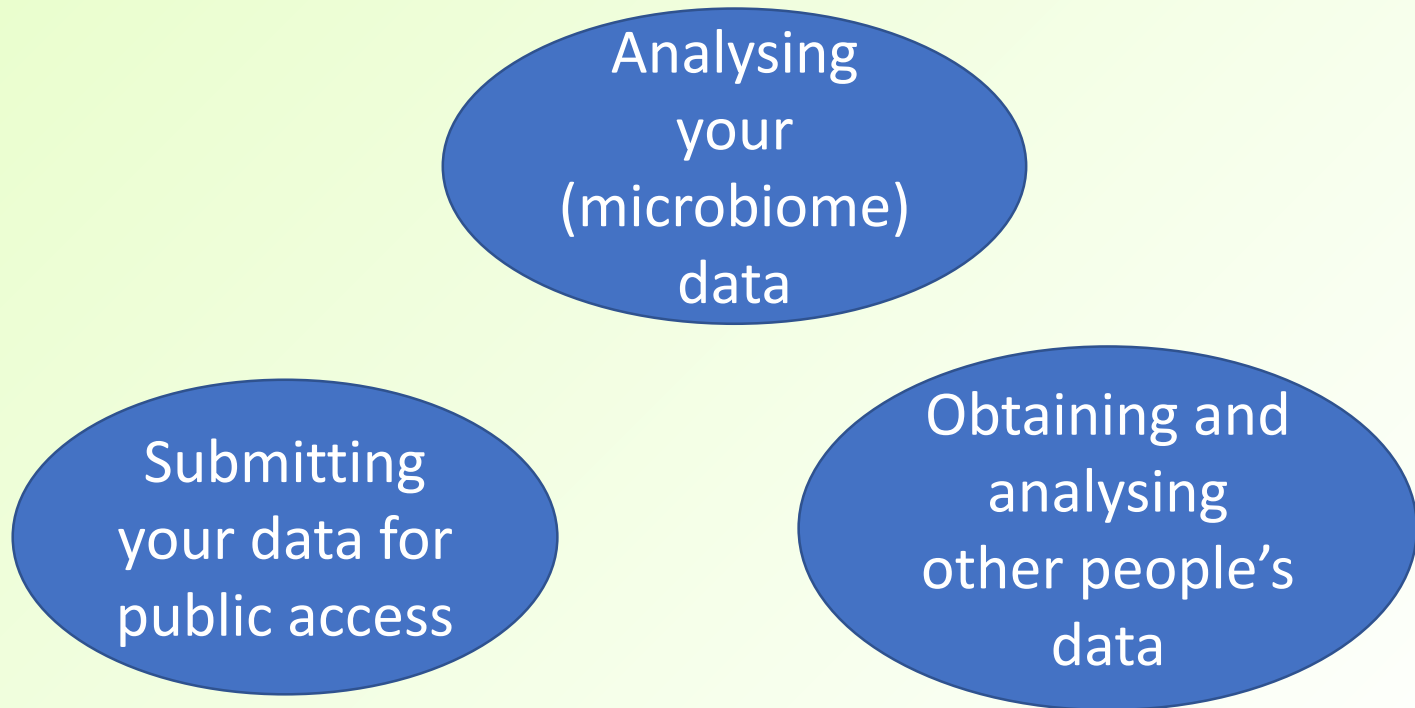 Analysing
your
(microbiome)
data
Submitting
your data for
public access
Obtaining and
analysing
other people’s
data